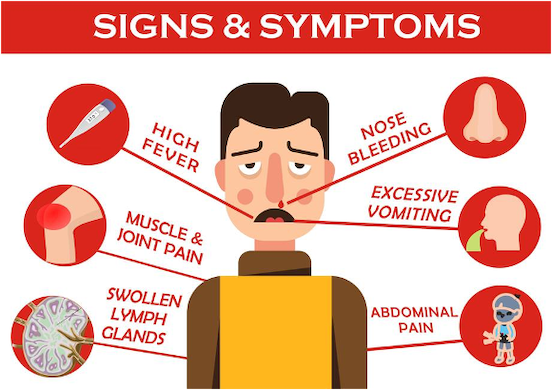 SIGNS & SYMPTOMS
HIGH
FEVER
NOSE
BLEEDING
MUSCLE &
JOINT PAIN
EXCESSIVE
VOMITING
SWOLLEN
LYMPH
GLANDS
ABDOMINAL
PAIN